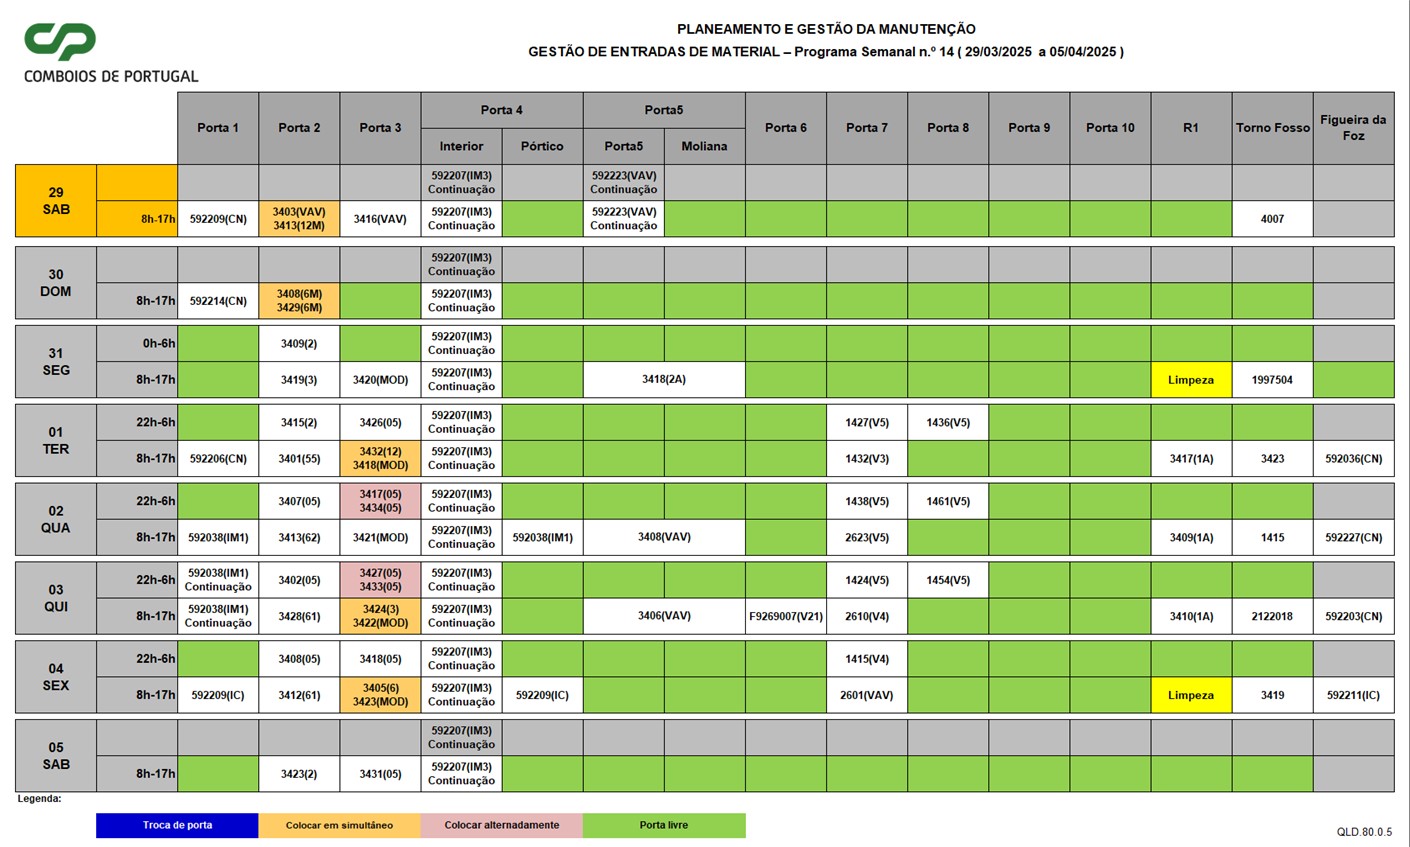 PLANEAMENTO E GESTÃO DA MANUTENÇÃO
GESTÃO DE ENTRADAS DE MATERIAL – Programa Semanal n.º 14 ( 29/03/2025 a 05/04/2025 )
COMBOIOS DE PORTUGAL
Porta 1 Porta 2 Porta 3 Porta 4 Porta5 Porta 6 Porta 7 Porta 8 Porta 9 Porta 10 R1 Torno Fosso Figueira da Foz
Interior Pórtico Porta5 Moliana
29 SAB
592207(IM3) Continuação 592223(VAV) Continuação
8h-17h 592209(CN) 3403(VAV) 3413(12M) 3416(VAV) 592207(IM3) Continuação 592223(VAV) Continuação 4007
30 DOM
592207(IM3) Continuação
8h-17h 592214(CN) 3408(6M) 3429(6M) 592207(IM3) Continuação
31 SEG
0h-6h 3409(2) 592207(IM3) Continuação
8h-17h 3419(3) 3420(MOD) 592207(IM3) Continuação 3418(2A) Limpeza 1997504
01 TER
22h-6h 3415(2) 3426(05) 592207(IM3) Continuação 1427(V5) 1436(V5)
8h-17h 592206(CN) 3401(55) 3432(12) 3418(MOD) 592207(IM3) Continuação 1432(V3) 3417(1A) 3423 592036(CN)
02 QUA
22h-6h 3407(05) 3417(05) 3434(05) 592207(IM3) Continuação 1438(V5) 1461(V5)
8h-17h 592038(IM1) 3413(62) 3421(MOD) 592207(IM3) Continuação 592038(IM1) 3408(VAV) 2623(V5) 3409(1A) 1415 592227(CN)
03 QUI
22h-6h 592038(IM1) Continuação 3402(05) 3427(05) 3433(05) 592207(IM3) Continuação 1424(V5) 1454(V5)
8h-17h 592038(IM1) Continuação 3428(61) 3424(3) 3422(MOD) 592207(IM3) Continuação 3406(VAV) F9269007(V21) 2610(V4) 3410(1A) 2122018 592203(CN)
04 SEX
22h-6h 3408(05) 3418(05) 592207(IM3) Continuação 1415(V4)
8h-17h 592209(IC) 3412(61) 3405(6) 3423(MOD) 592207(IM3) Continuação 592209(IC) 2601(VAV) Limpeza 3419 592211(IC)
05 SAB
592207(IM3) Continuação
8h-17h 3423(2) 3431(05) 592207(IM3) Continuação
Legenda:
Troca de porta Colocar em simultáneo Colocar alternadamente Porta livre
QLD.80.0.5